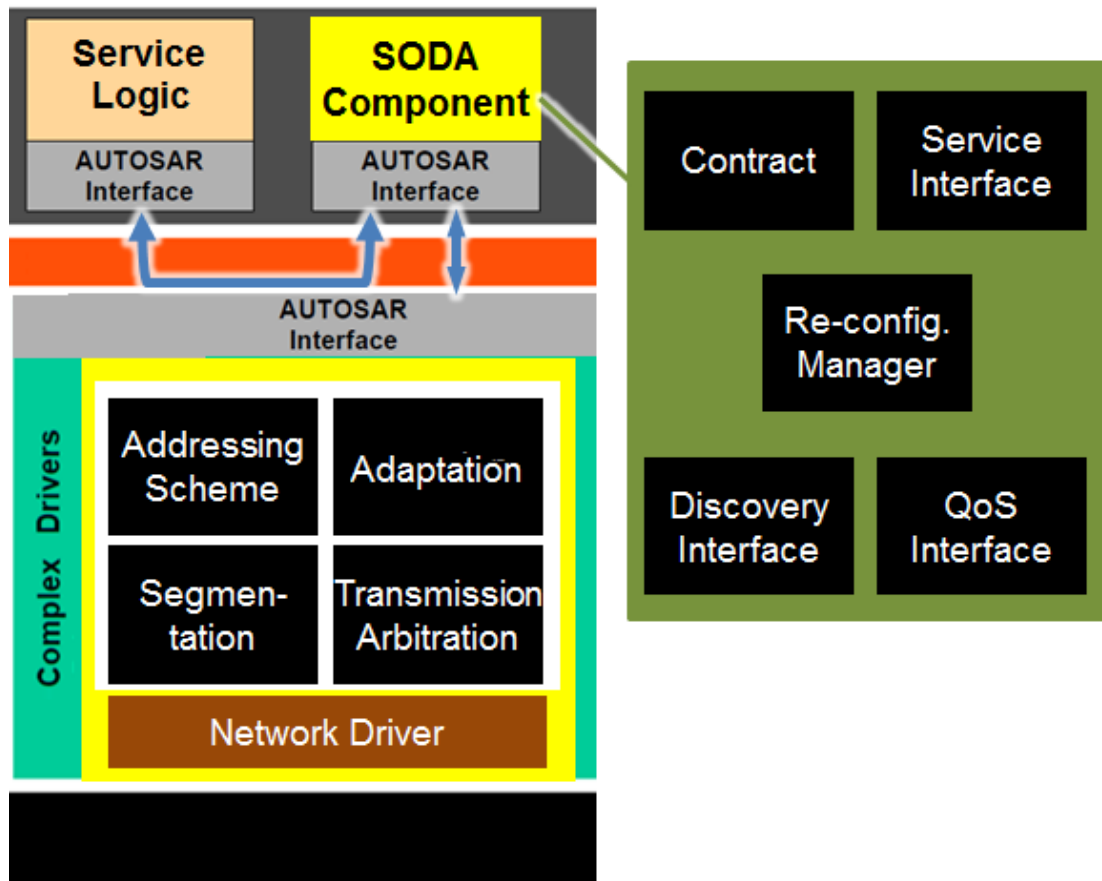 Service
Logic
AUTOSAR
Interface
SODA
Component
AUTOSAR
Interface
AUTOSAR
Interface
Complex Drivers
Addressing
Scheme
Adaptation
Segmen-
tation
Transmission
Arbitration
Network Driver
Contract
Service
Interface
Re-config.
Manager
Discovery
Interface
QoS
Interface